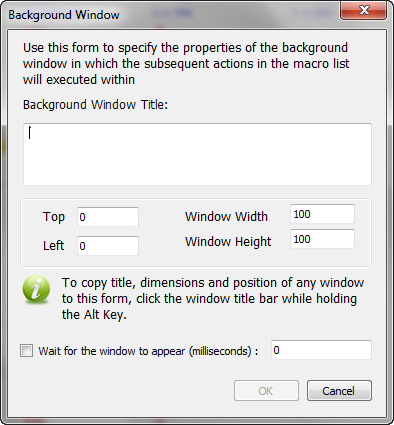 Background Window
Use this form to specify the properties of the background
window in which the subsequent actions in the macro list
will executed within
Background Window Title:
Top 0 Window Width 100
Left 0 Window Height 100
To copy title, dimensions and position of any window
to this form, click the window title bar while holding
the Alt Key.
Wait for the window to appear (milliseconds) : 0
OK Cancel